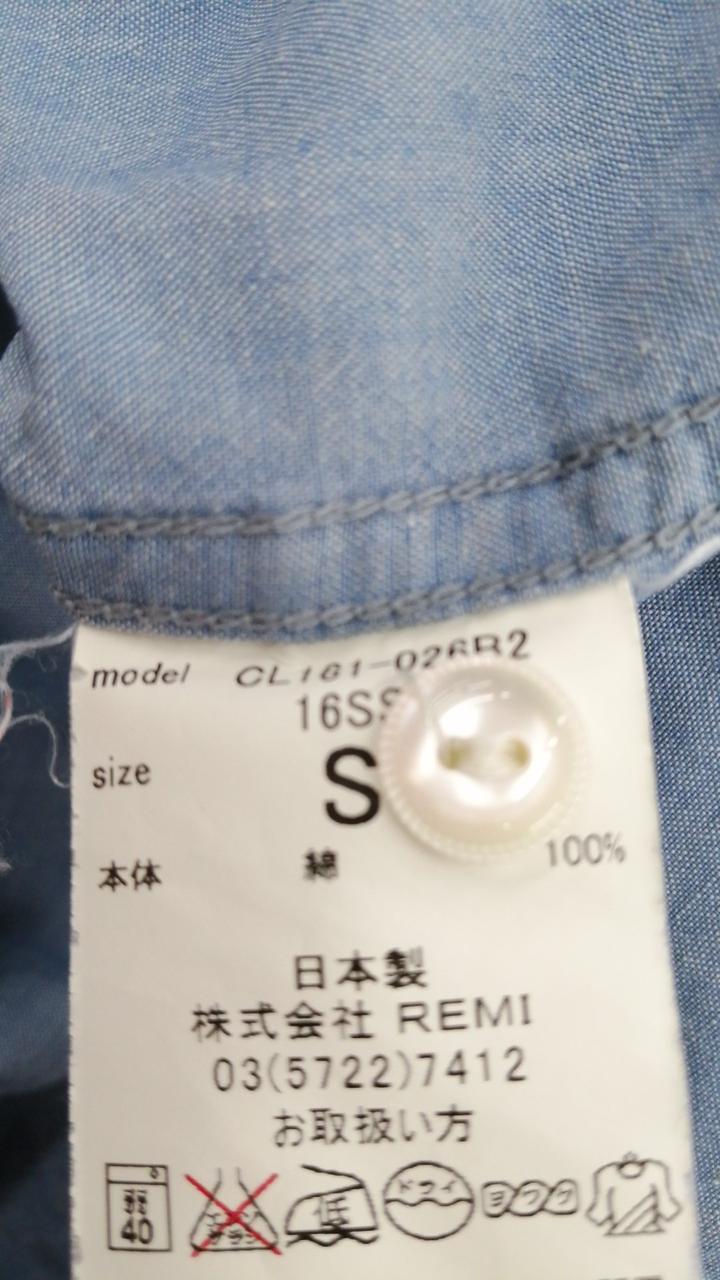 model CL161-026R2
16SS
size S
本体 綿 100%
日本製
株式会社 REMI
03(5722)7412
お取扱い方
40 低 ドライ ヨワク